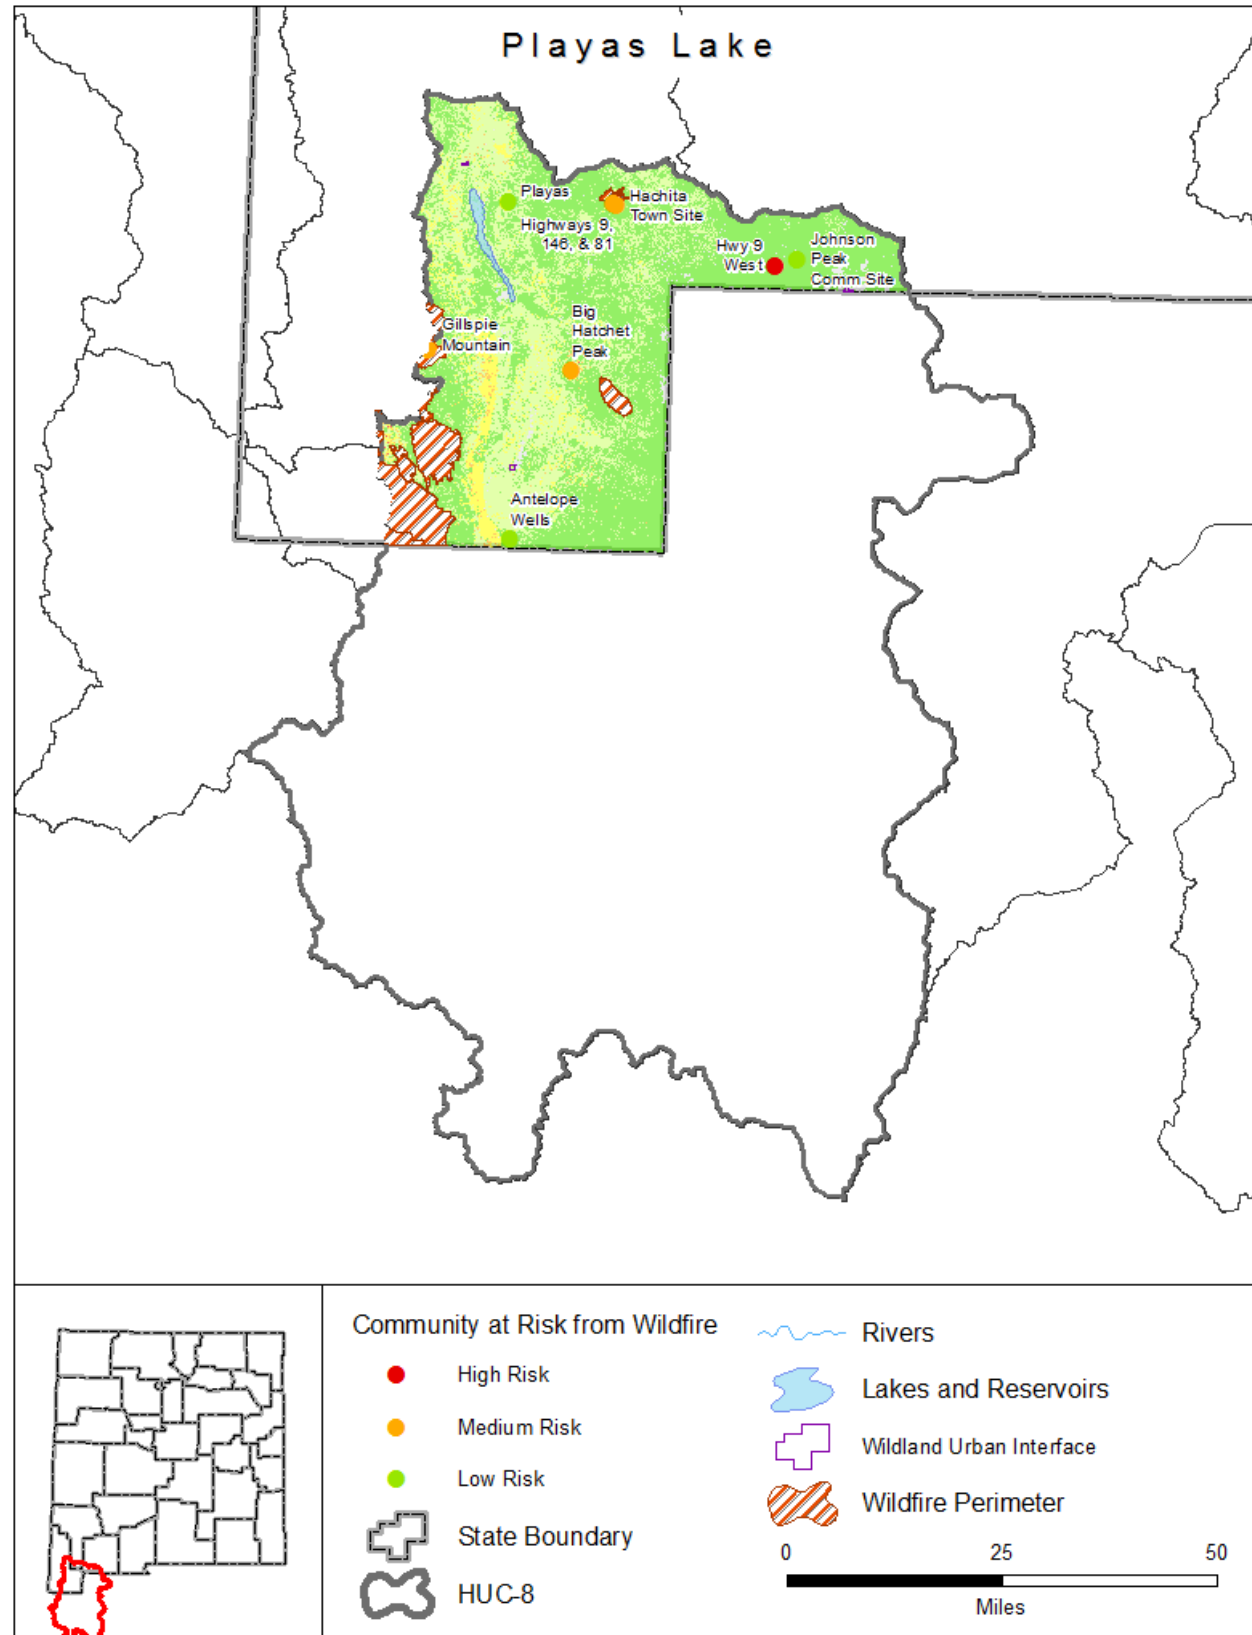 Playas Lake
Playas
Hachita
Town Site
Highways 9,
146, & 81
Hwy 9
West
Johnson
Peak
Comm Site
Gillspie
Mountain
Big
Hatchet
Peak
Antelope
Wells
Community at Risk from Wildfire
High Risk
Medium Risk
Low Risk
State Boundary
HUC-8
Rivers
Lakes and Reservoirs
Wildland Urban Interface
Wildfire Perimeter
0 25 50
Miles